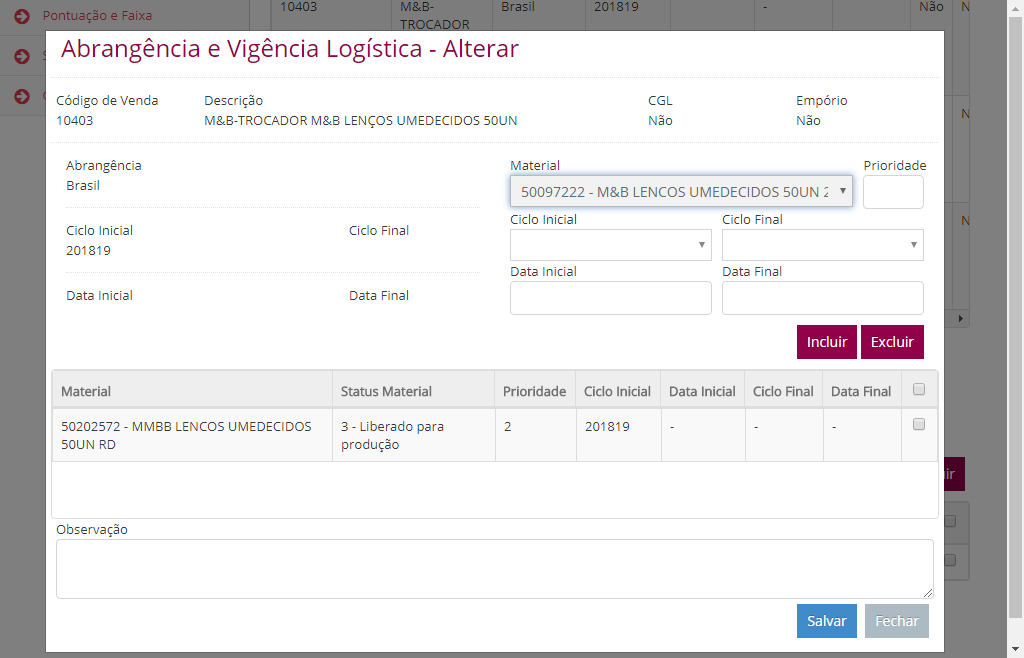 Pontuação e Faixa
10403
M&B-
TROCADOR
Brasil
201819
-
Não
Abrangência e Vigência Logística - Alterar
Código de Venda
Descrição
CGL
Empório
10403
M&B-TROCADOR M&B LENÇOS UMEDECIDOS 50UN
Não
Não
Abrangência
Brasil
Material
Prioridade
50097222 - M&B LENCOS UMEDECIDOS 50UN
Ciclo Inicial
Ciclo Final
201819
Ciclo Inicial
Ciclo Final
Data Inicial
Data Final
Data Inicial
Data Final
Incluir
Excluir
Material
Status Material
Prioridade
Ciclo Inicial
Data Inicial
Ciclo Final
Data Final
50202572 - MMBB LENCOS UMEDECIDOS
50UN RD
3 - Liberado para
produção
2
201819
-
-
-
Observação
Salvar
Fechar